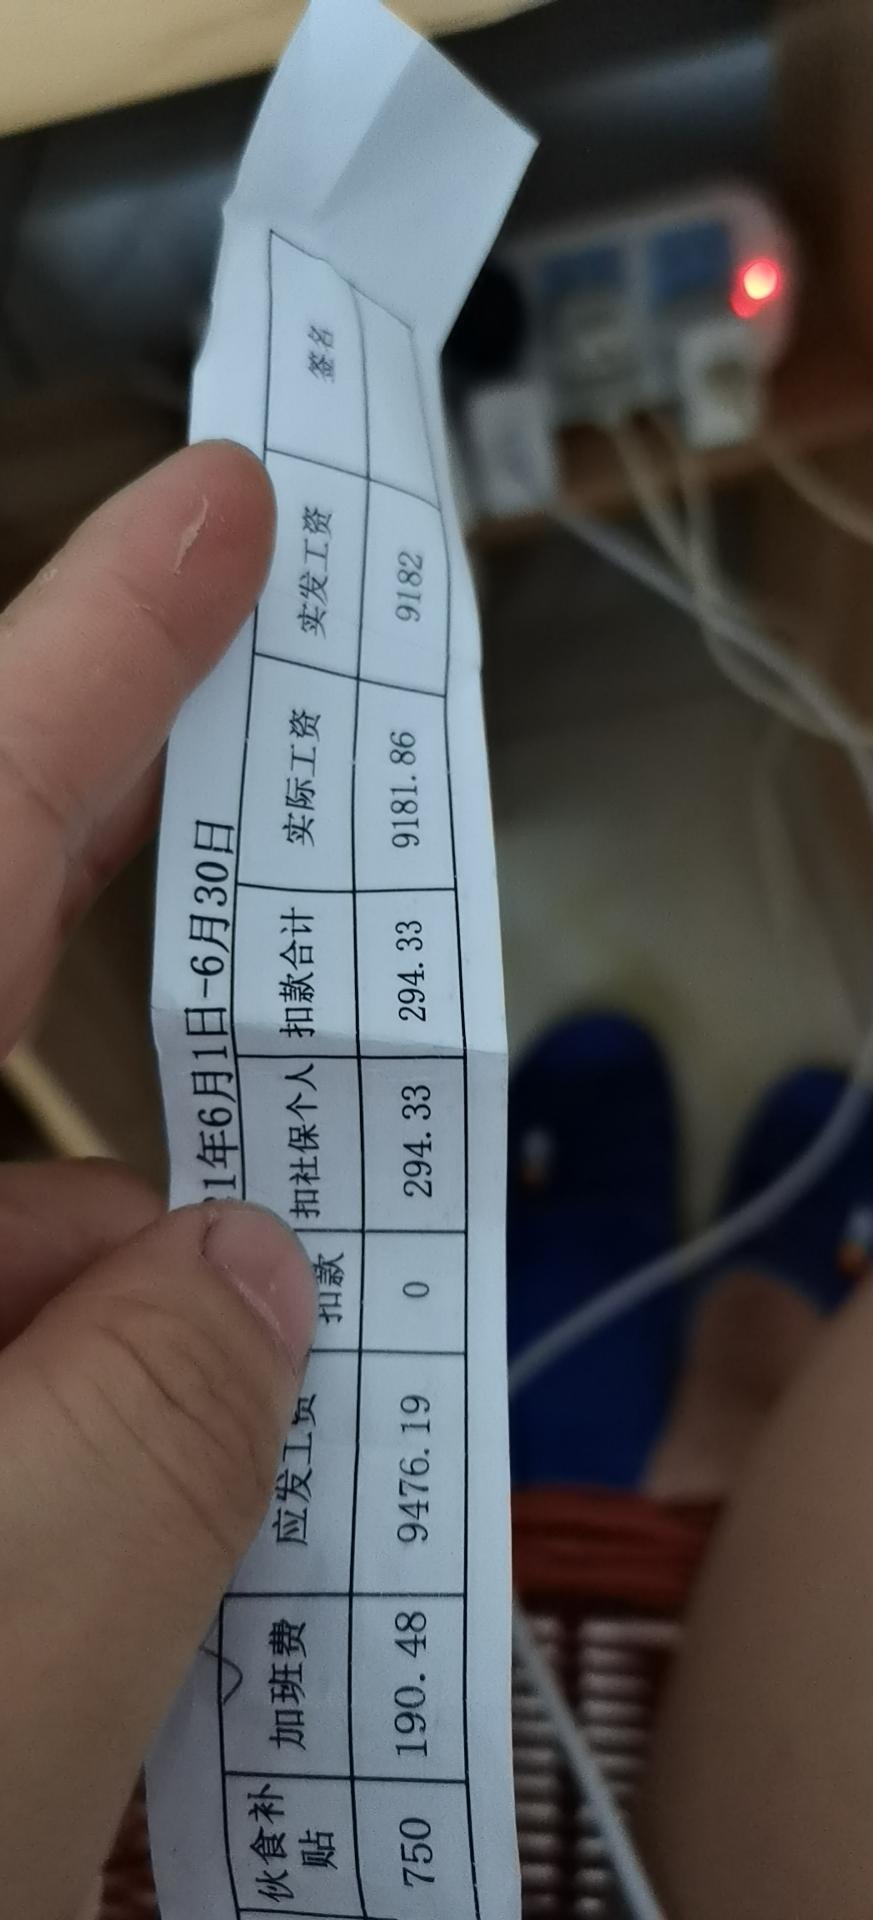 21年6月1日-6月30日
伙食补贴 加班费 应发工资 扣款 扣社保个人 扣款合计 实际工资 实发工资 签名
750 190.48 9476.19 0 294.33 294.33 9181.86 9182